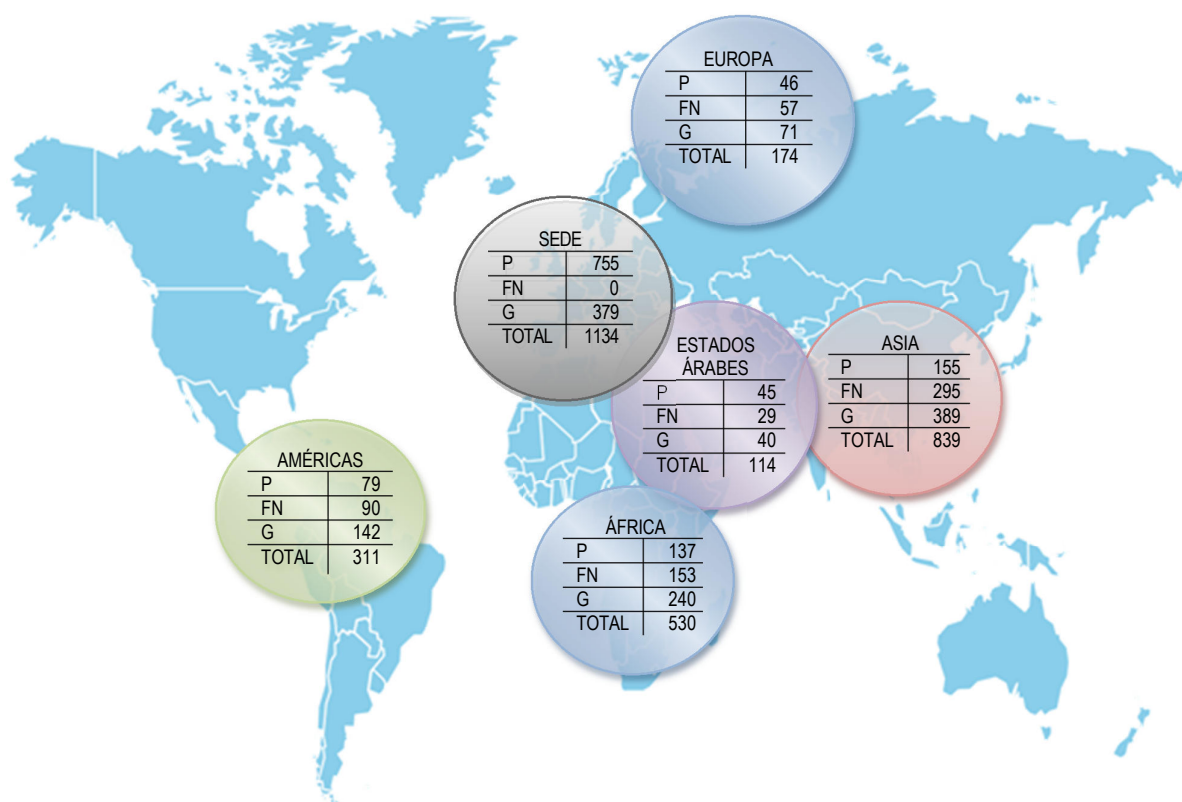 EUROPA
P 46
FN 57
G 71
TOTAL 174
SEDE
P 755
FN 0
G 379
TOTAL 1134
ESTADOS
ÁRABES
P 45
FN 29
G 40
TOTAL 114
ASIA
P 155
FN 295
G 389
TOTAL 839
AMÉRICAS
P 79
FN 90
G 142
TOTAL 311
ÁFRICA
P 137
FN 153
G 240
TOTAL 530